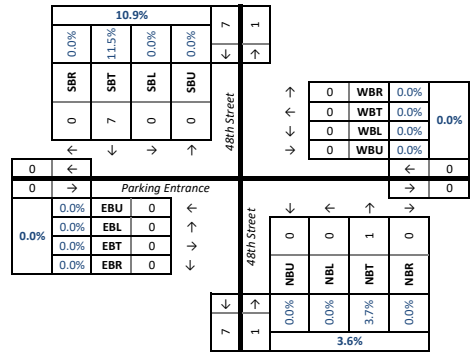 10.9%
0.0% 11.5% 0.0% 0.0%
SBR SBT SBL SBU
0 7 0 0
← ↓ → ↑
7 1
↓ ↑
48th Street
↑ 0 WBR 0.0%
← 0 WBT 0.0%
↓ 0 WBL 0.0%
→ 0 WBU 0.0%
0.0%
0 ←
← 0
0 → Parking Entrance
→ 0
0.0%
0.0% EBU 0 ←
0.0% EBL 0 ↑
0.0% EBT 0 →
0.0% EBR 0 ↓
48th Street
↓ ← ↑ →
0 0 1 0
NBU NBL NBT NBR
0.0% 0.0% 3.7% 0.0%
3.6%
↓ ↑
7 1